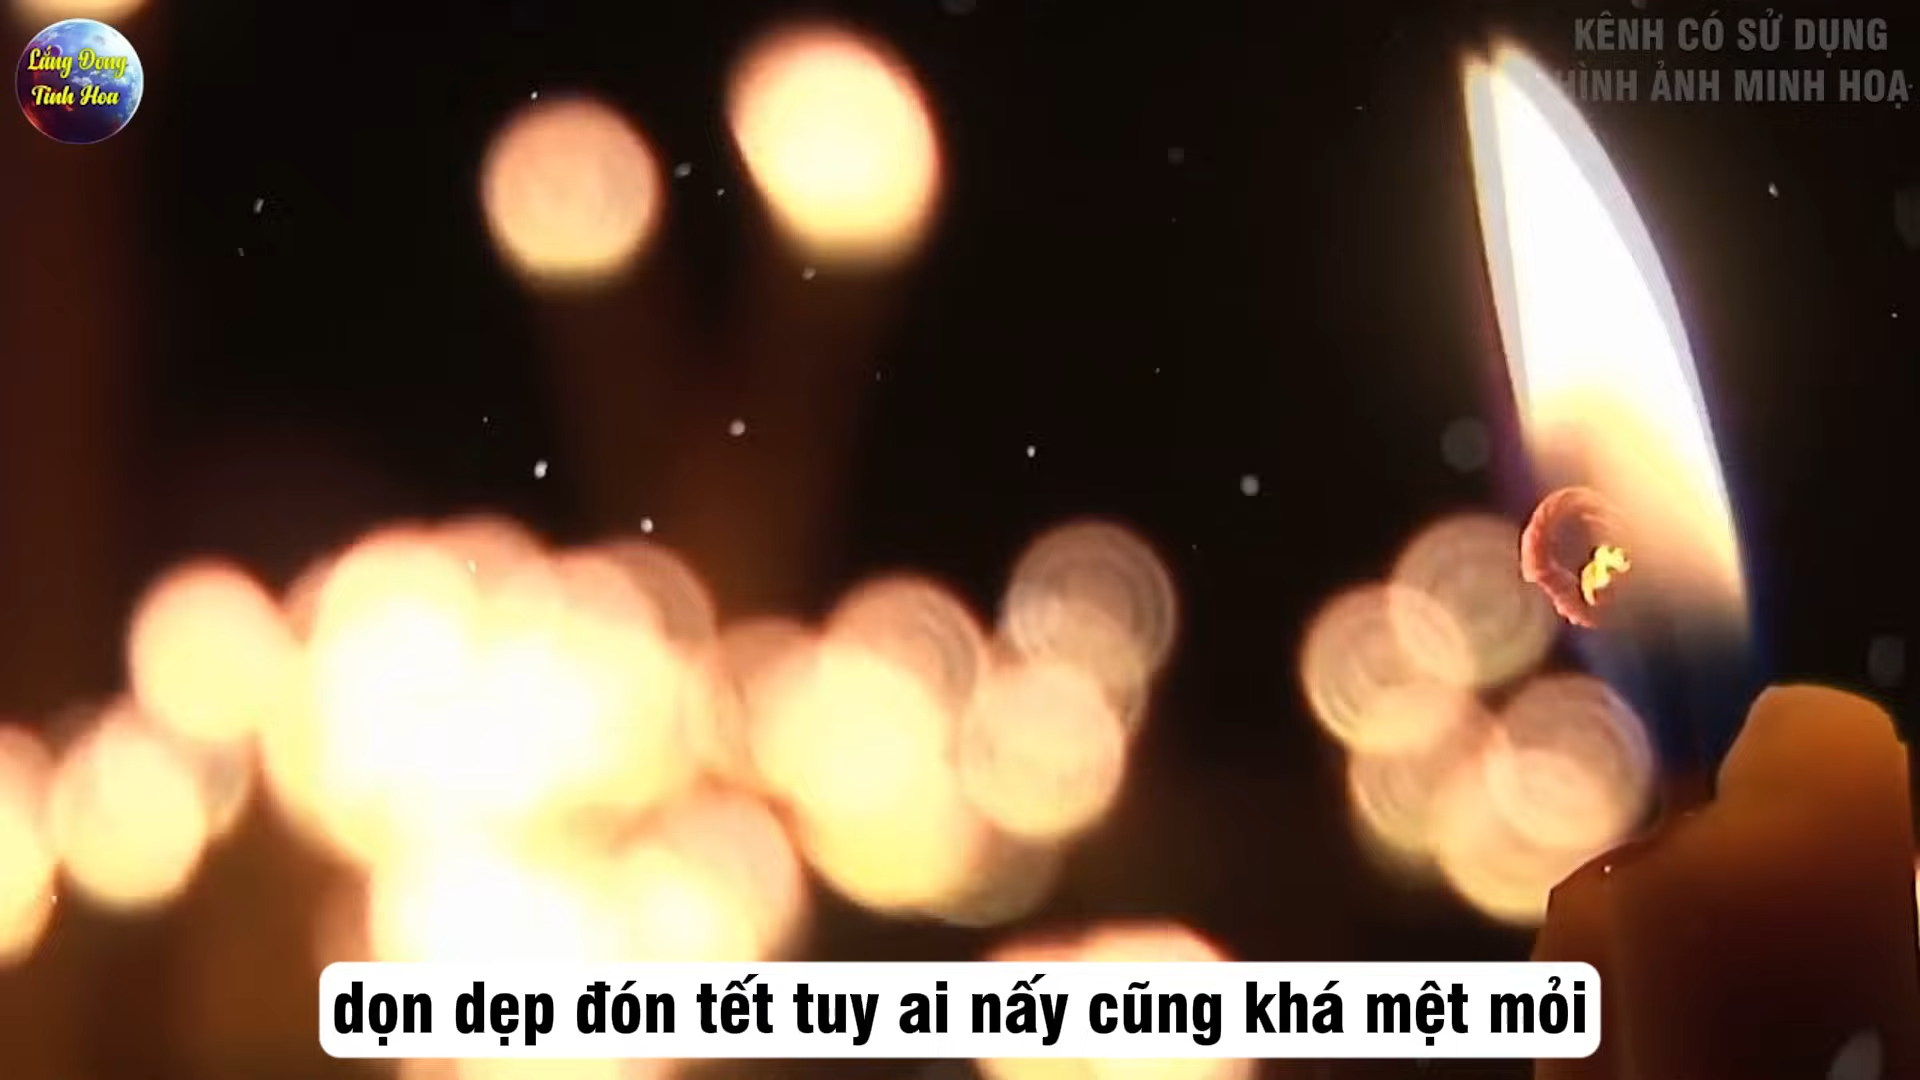 Lắng Đọng
Tinh Hoa
KÊNH CÓ SỬ DỤNG
HÌNH ẢNH MINH HOẠ
dọn dẹp đón tết tuy ai nấy cũng khá mệt mỏi